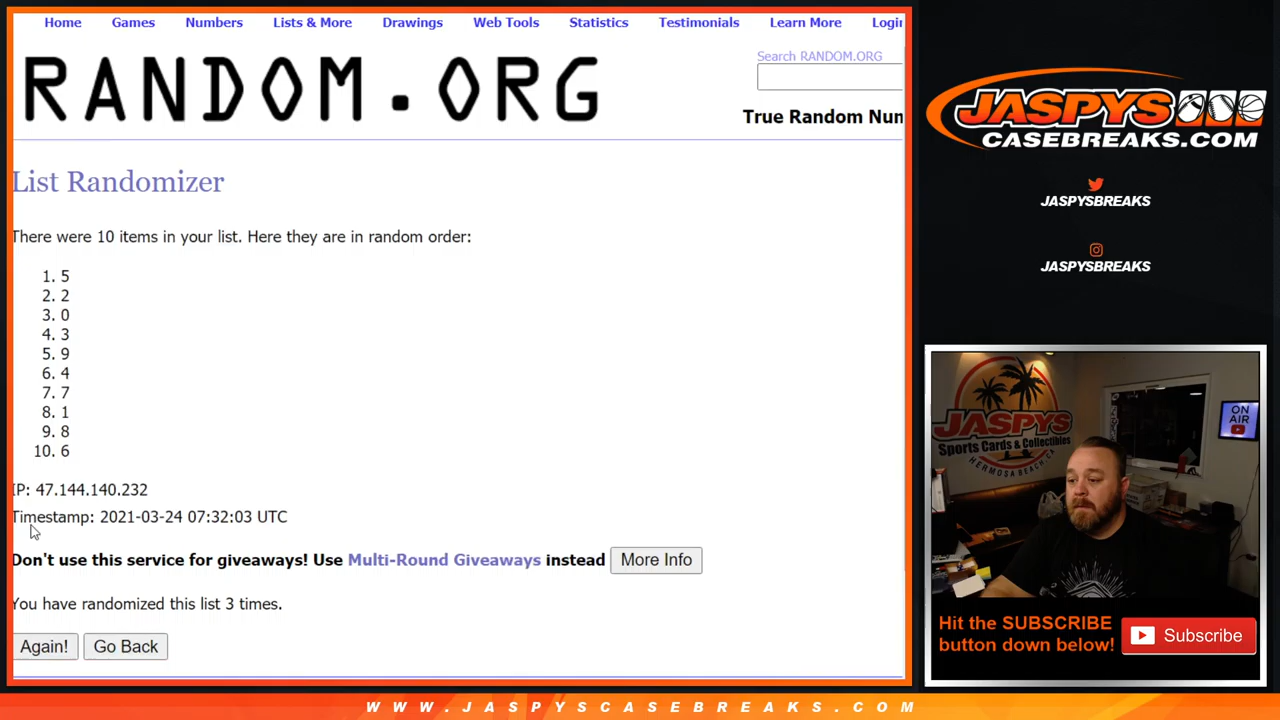 Home Games Numbers Lists & More Drawings Web Tools Statistics Testimonials Learn More Login
RANDOM.ORG
Search RANDOM.ORG
True Random Num
List Randomizer
There were 10 items in your list. Here they are in random order:
1. 5
2. 2
3. 0
4. 3
5. 9
6. 4
7. 7
8. 1
9. 8
10. 6
IP: 47.144.140.232
Timestamp: 2021-03-24 07:32:03 UTC
Don't use this service for giveaways! Use Multi-Round Giveaways instead More Info
You have randomized this list 3 times.
Again! Go Back
JASPYS
CASEBREAKS.COM
JASPYSBREAKS
JASPYSBREAKS
JASPYS
Sports Cards & Collectibles
HERMOSA BEACH, CA
ON
AIR
Hit the SUBSCRIBE
button down below!
Subscribe
WWW.JASPYSCASEBREAKS.COM